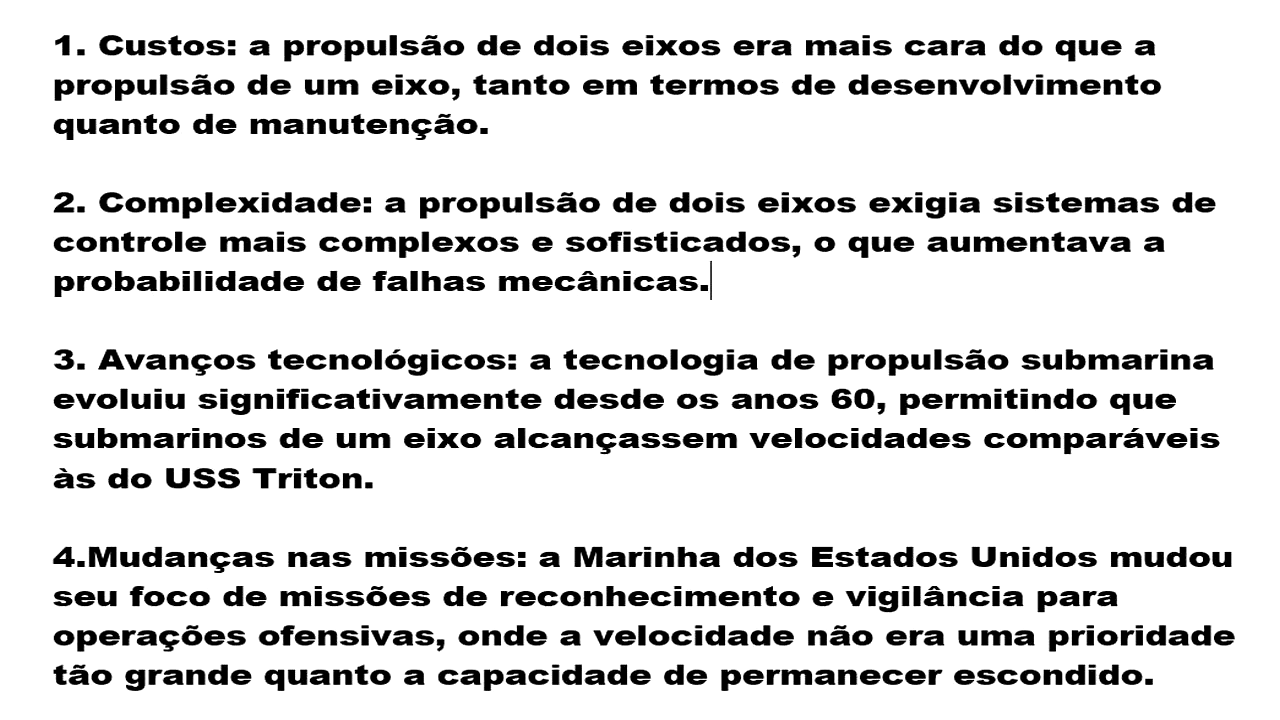 1. Custos: a propulsão de dois eixos era mais cara do que a
propulsão de um eixo, tanto em termos de desenvolvimento
quanto de manutenção.
2. Complexidade: a propulsão de dois eixos exigia sistemas de
controle mais complexos e sofisticados, o que aumentava a
probabilidade de falhas mecânicas.
3. Avanços tecnológicos: a tecnologia de propulsão submarina
evoluiu significativamente desde os anos 60, permitindo que
submarinos de um eixo alcançassem velocidades comparáveis
às do USS Triton.
4.Mudanças nas missões: a Marinha dos Estados Unidos mudou
seu foco de missões de reconhecimento e vigilância para
operações ofensivas, onde a velocidade não era uma prioridade
tão grande quanto a capacidade de permanecer escondido.